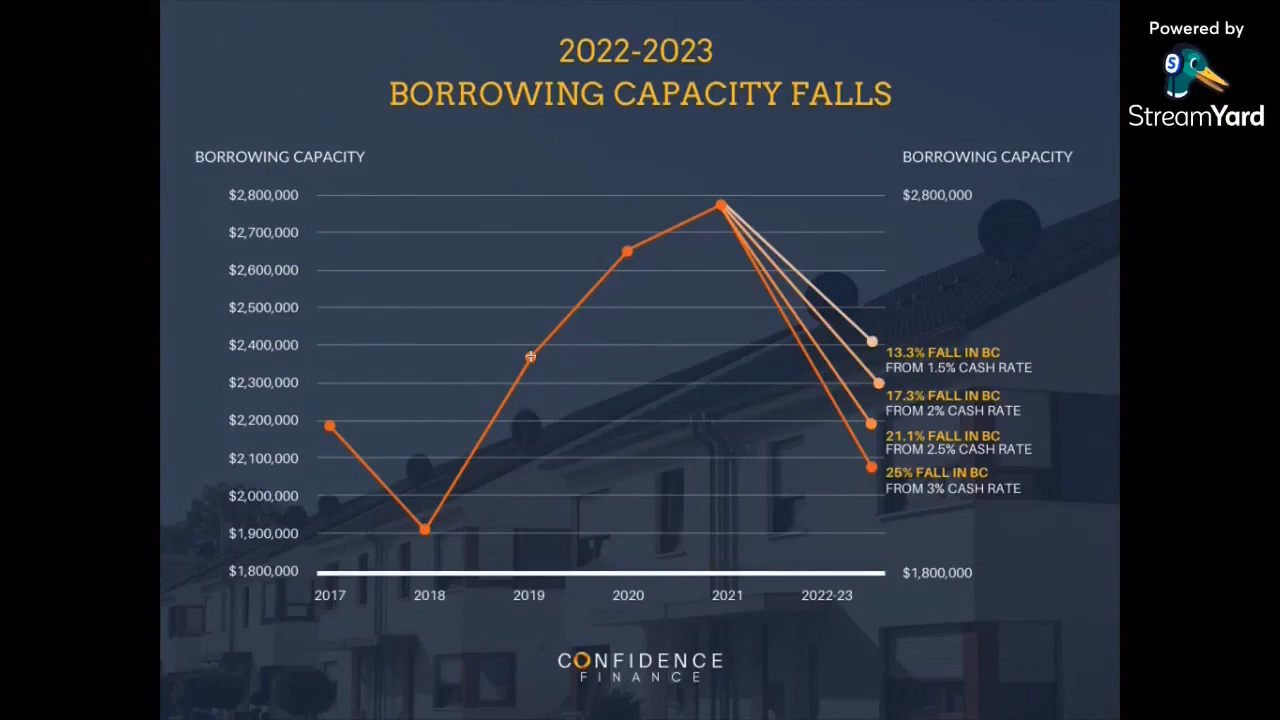 Powered by
StreamYard
2022-2023
BORROWING CAPACITY FALLS
BORROWING CAPACITY
BORROWING CAPACITY
$2,800,000
$2,800,000
$2,700,000
$2,600,000
$2,500,000
$2,400,000
13.3% FALL IN BC
FROM 1.5% CASH RATE
$2,300,000
17.3% FALL IN BC
FROM 2% CASH RATE
$2,200,000
21.1% FALL IN BC
FROM 2.5% CASH RATE
$2,100,000
25% FALL IN BC
FROM 3% CASH RATE
$2,000,000
$1,900,000
$1,800,000
$1,800,000
2017 2018 2019 2020 2021 2022-23
CONFIDENCE
FINANCE